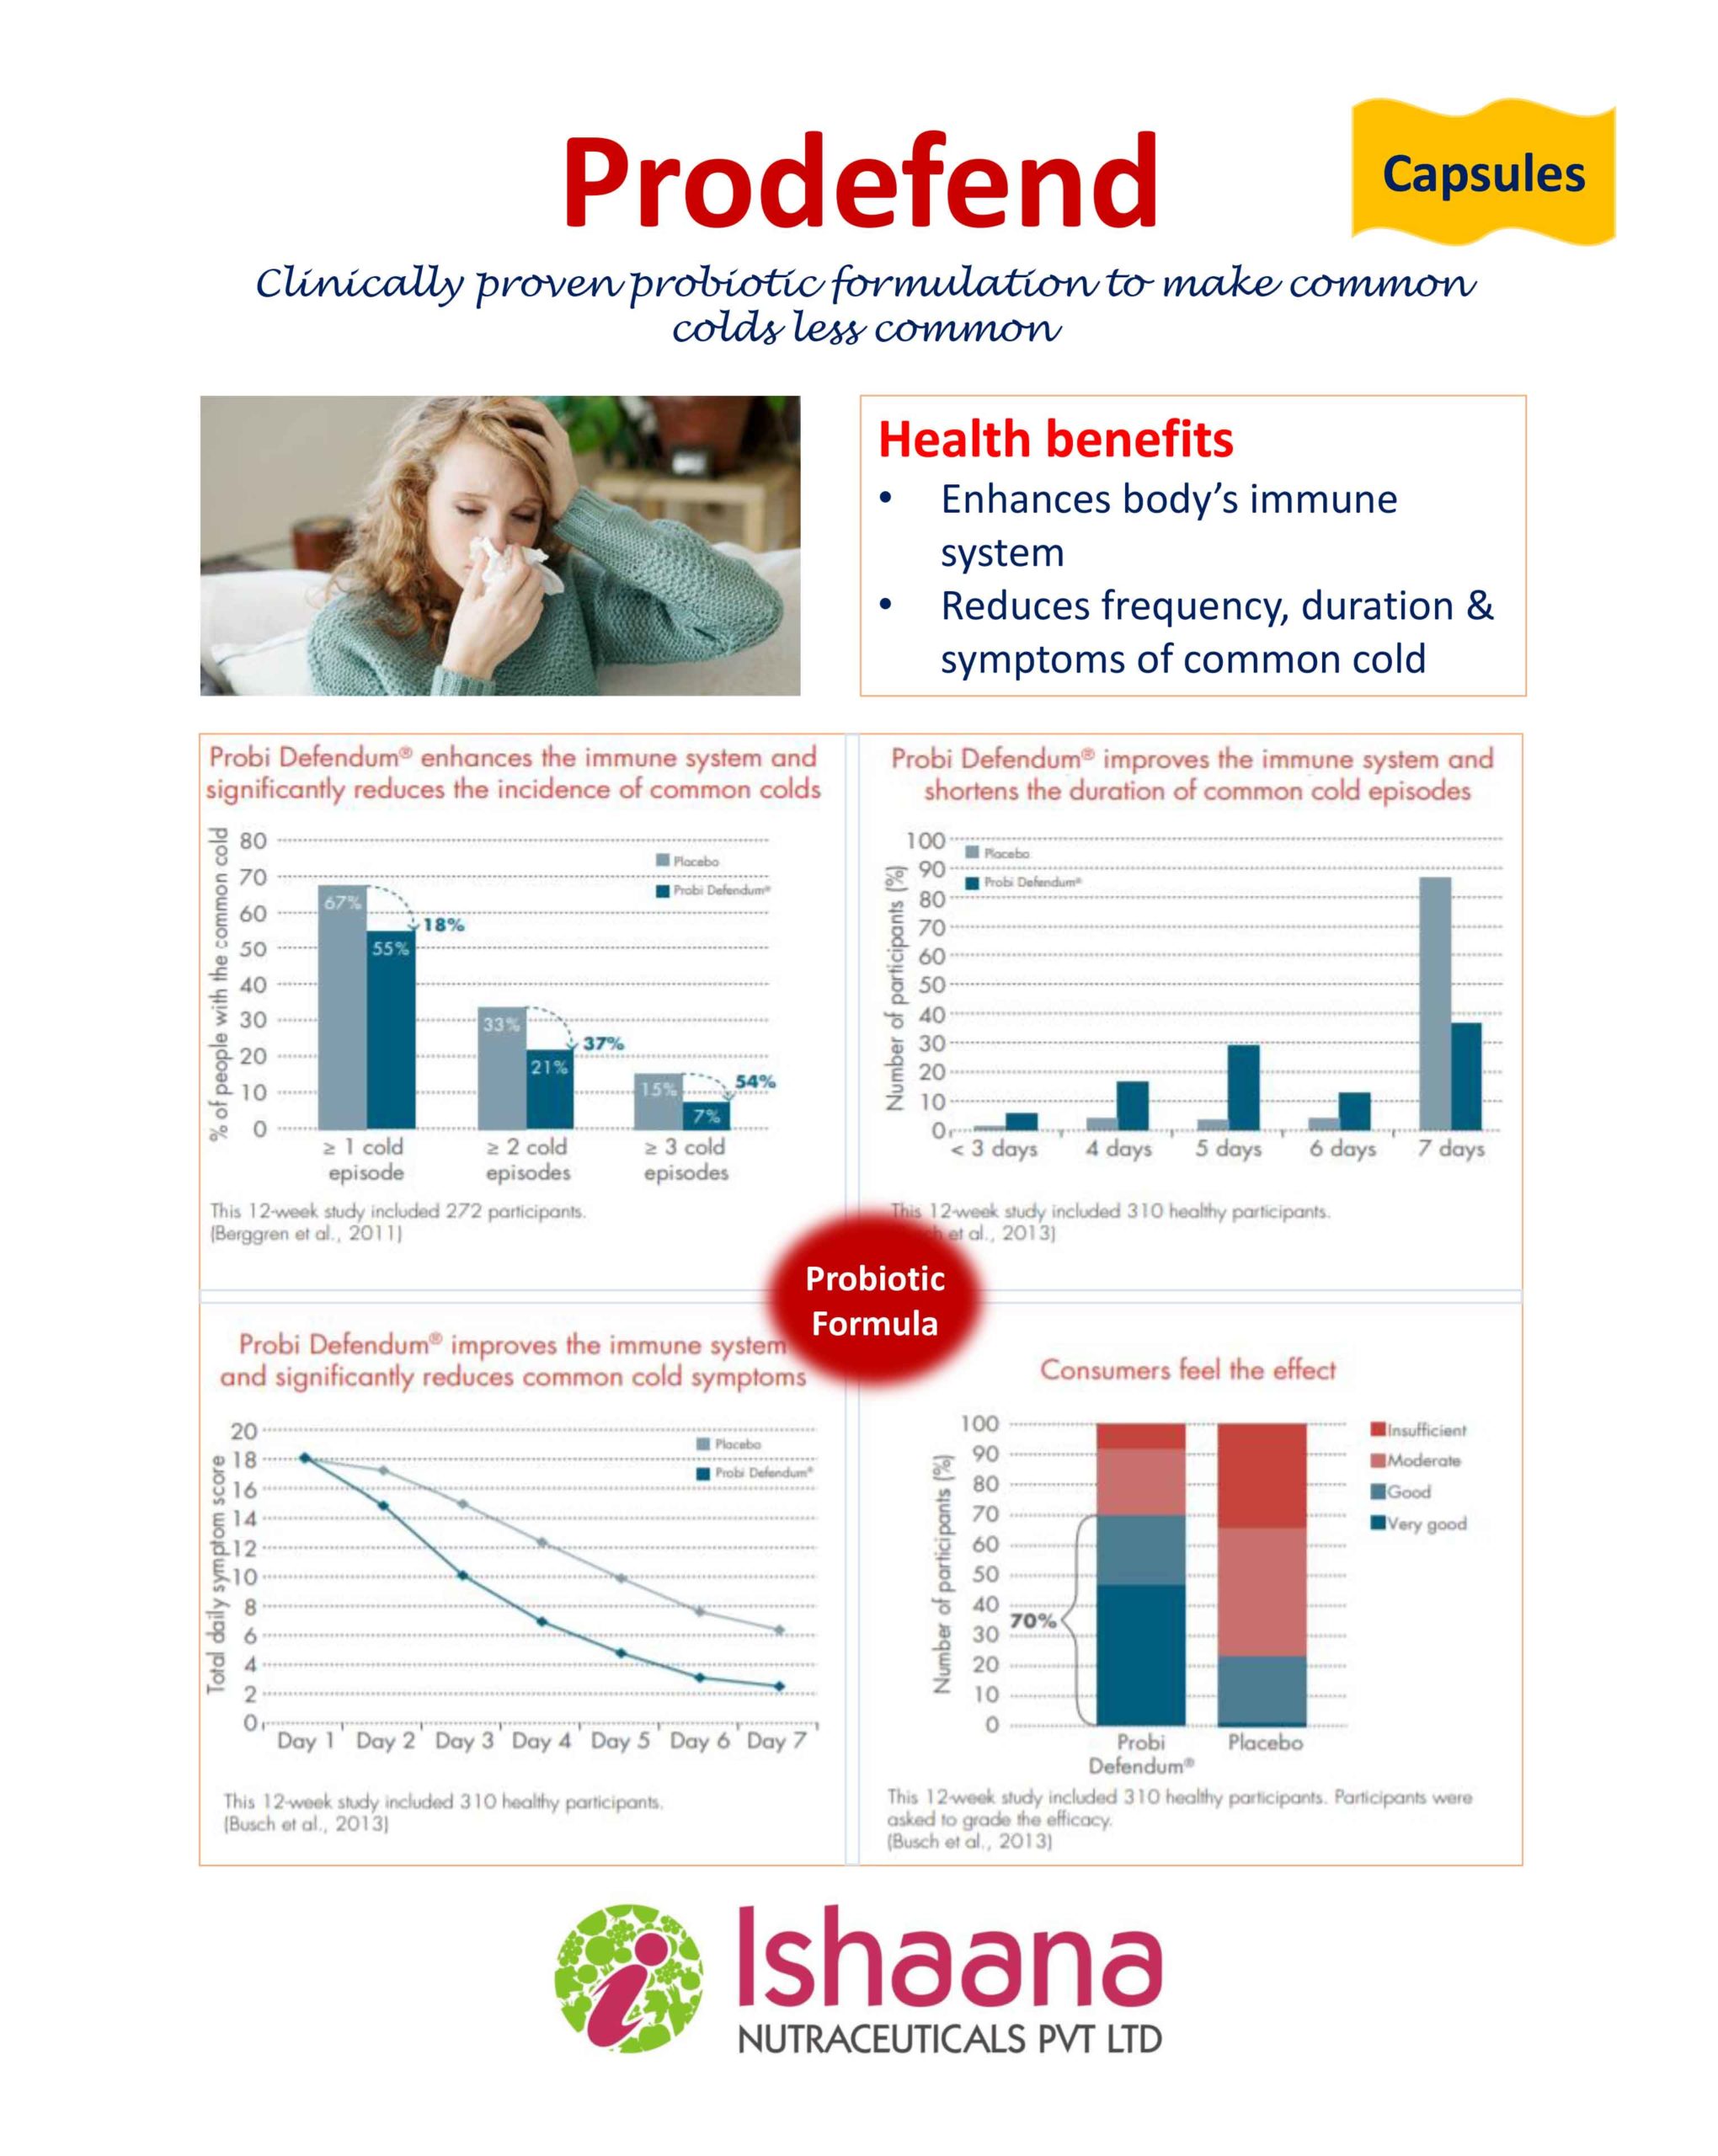 Prodefend
Capsules
Clinically proven probiotic formulation to make common
colds less common
Health benefits
• Enhances body's immune
system
• Reduces frequency, duration &
symptoms of common cold
Probi Defendum® enhances the immune system and
significantly reduces the incidence of common colds
% of people with the common cold
80
70
60
50
40
30
20
10
0
Placebo
Probi Defendum®
67%
55%
18%
33%
21%
37%
15%
7%
54%
≥ 1 cold
episode
≥ 2 cold
episodes
≥ 3 cold
episodes
This 12-week study included 272 participants.
(Berggren et al., 2011)
Probi Defendum® improves the immune system and
shortens the duration of common cold episodes
Number of participants (%)
100
90
80
70
60
50
40
30
20
10
0
Placebo
Probi Defendum®
< 3 days
4 days
5 days
6 days
7 days
This 12-week study included 310 healthy participants.
et al., 2013)
Probiotic
Formula
Probi Defendum® improves the immune system
and significantly reduces common cold symptoms
Total daily symptom score
20
18
16
14
12
10
8
6
4
2
0
Placebo
Probi Defendum®
Day 1
Day 2
Day 3
Day 4
Day 5
Day 6
Day 7
This 12-week study included 310 healthy participants.
(Busch et al., 2013)
Consumers feel the effect
Number of participants (%)
100
90
80
70
60
50
40
30
20
10
0
70%
Insufficient
Moderate
Good
Very good
Probi
Defendum®
Placebo
This 12-week study included 310 healthy participants. Participants were
asked to grade the efficacy.
(Busch et al., 2013)
i
Ishaana
NUTRACEUTICALS PVT LTD